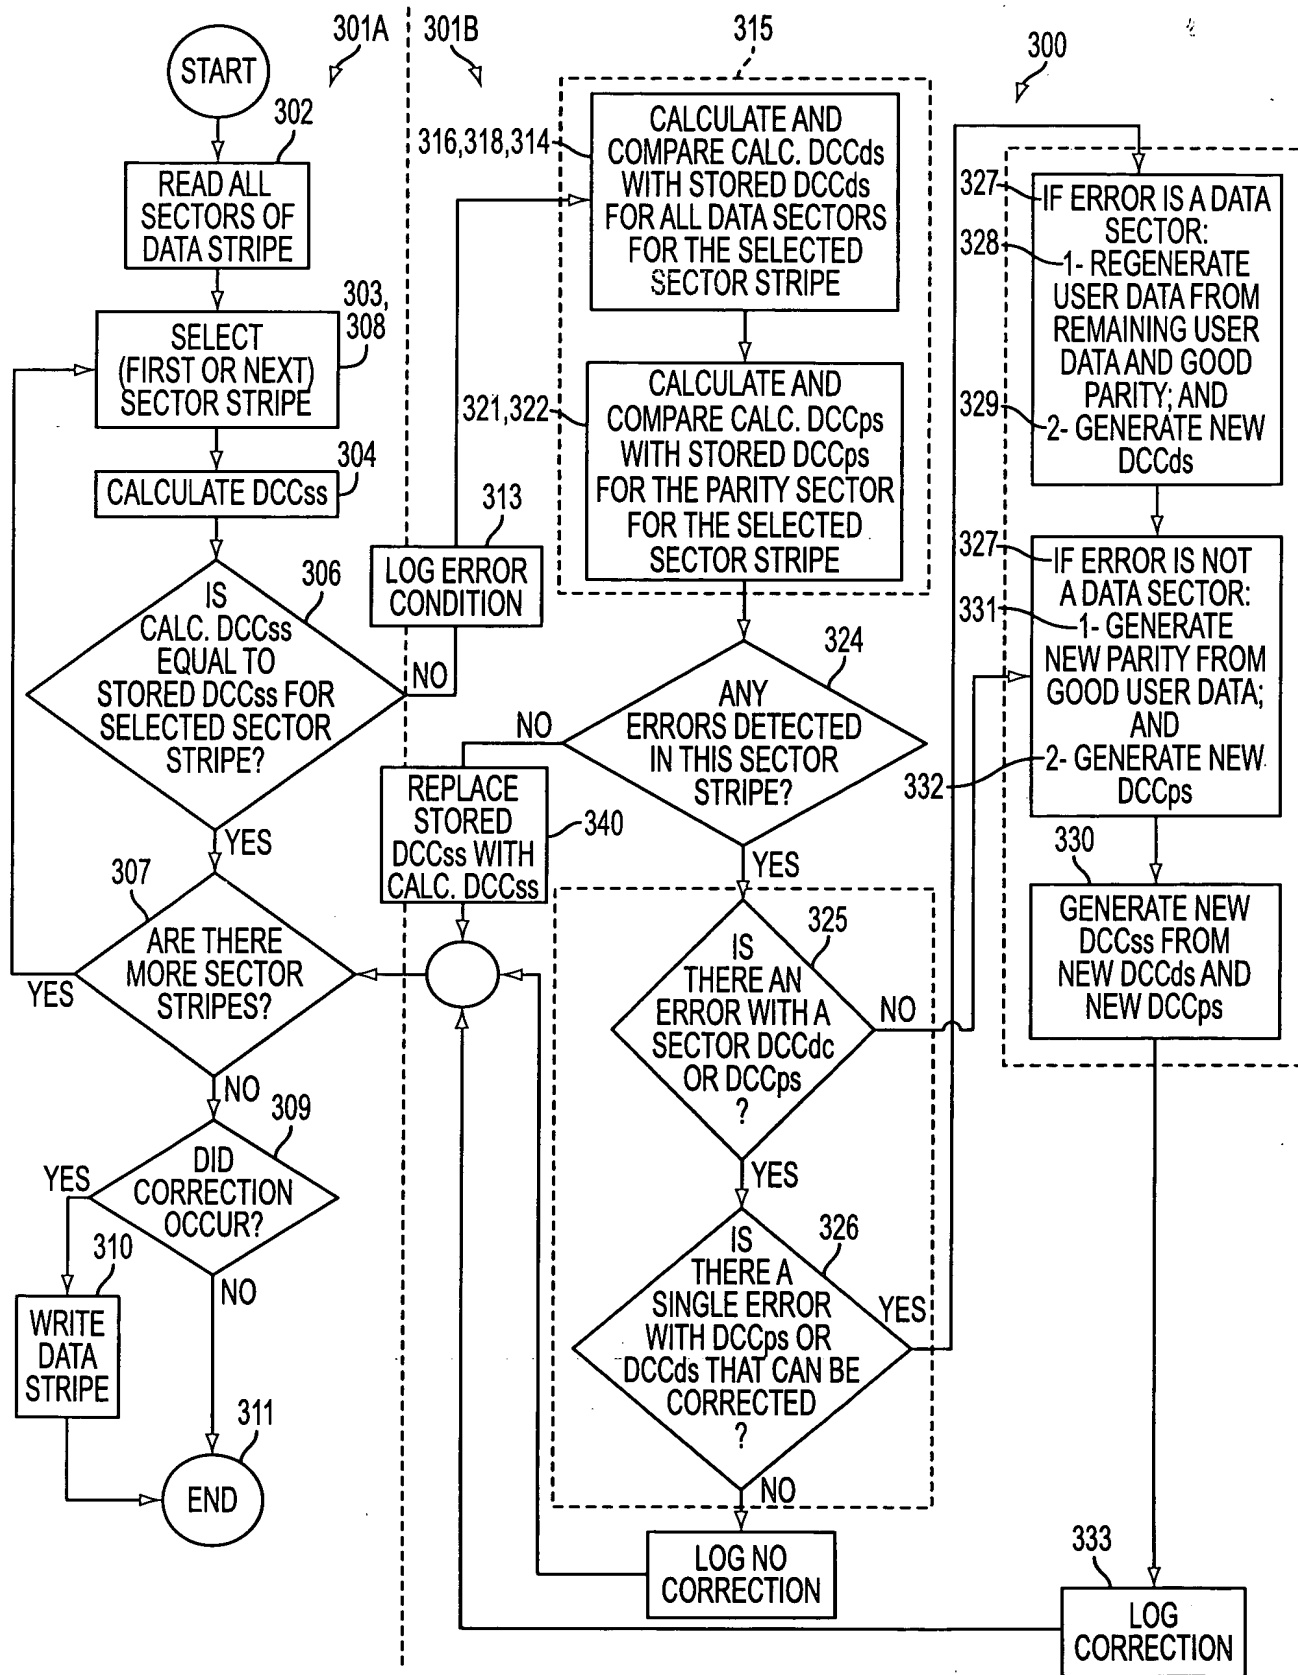 301A
START
302
READ ALL
SECTORS OF
DATA STRIPE
303,
308
SELECT
(FIRST OR NEXT)
SECTOR STRIPE
304
CALCULATE DCCss
306
IS
CALC. DCCss
EQUAL TO
STORED DCCss FOR
SELECTED SECTOR
STRIPE?
NO
YES
307
ARE THERE
MORE SECTOR
STRIPES?
YES
NO
309
DID
CORRECTION
OCCUR?
YES
NO
310
WRITE
DATA
STRIPE
311
END
301B
313
LOG ERROR
CONDITION
315
316,318,314
CALCULATE AND
COMPARE CALC. DCCds
WITH STORED DCCds
FOR ALL DATA SECTORS
FOR THE SELECTED
SECTOR STRIPE
321,322
CALCULATE AND
COMPARE CALC. DCCps
WITH STORED DCCps
FOR THE PARITY SECTOR
FOR THE SELECTED
SECTOR STRIPE
324
ANY
ERRORS DETECTED
IN THIS SECTOR
STRIPE?
NO
YES
REPLACE
STORED
DCCss WITH
CALC. DCCss
340
325
IS
THERE AN
ERROR WITH A
SECTOR DCCdc
OR DCCps
?
NO
YES
326
IS
THERE A
SINGLE ERROR
WITH DCCps OR
DCCds THAT CAN BE
CORRECTED
?
YES
NO
LOG NO
CORRECTION
300
327
IF ERROR IS A DATA
SECTOR:
328
1- REGENERATE
USER DATA FROM
REMAINING USER
DATA AND GOOD
PARITY; AND
329
2- GENERATE NEW
DCCds
327
IF ERROR IS NOT
A DATA SECTOR:
331
1- GENERATE
NEW PARITY FROM
GOOD USER DATA;
AND
332
2- GENERATE NEW
DCCps
330
GENERATE NEW
DCCss FROM
NEW DCCds AND
NEW DCCps
333
LOG
CORRECTION